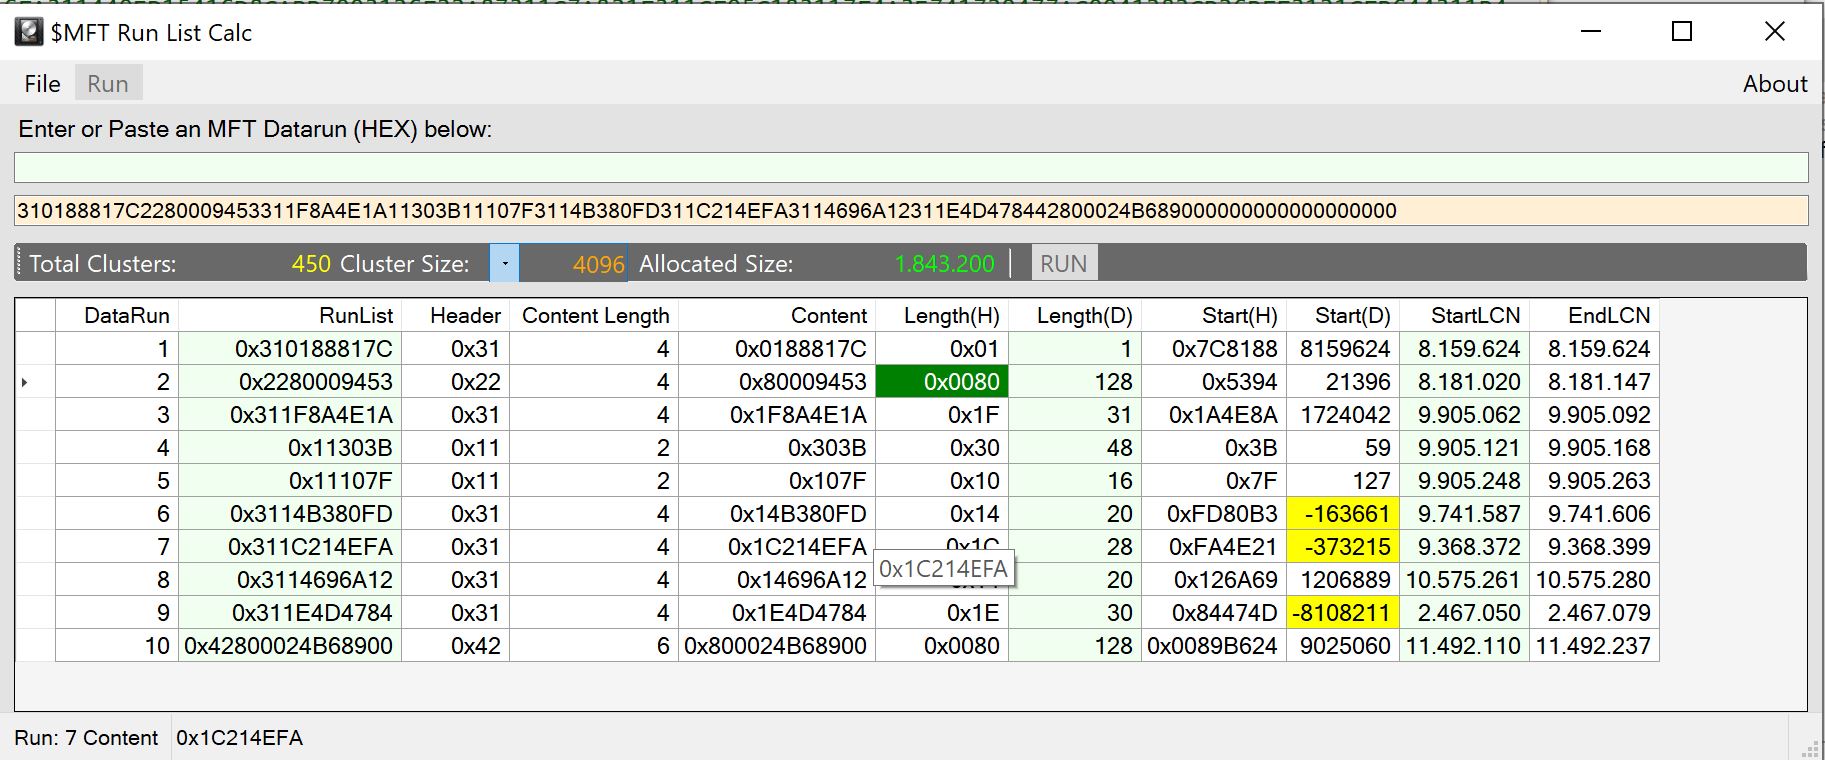 $MFT Run List Calc
File Run About
Enter or Paste an MFT Datarun (HEX) below:
310188817C2280009453311F8A4E1A11303B11107F3114B380FD311C214EFA3114696A12311E4D478442800024B689000000000000000000
Total Clusters: 450 Cluster Size: 4096 Allocated Size: 1.843.200 RUN
DataRun RunList Header Content Length Content Length(H) Length(D) Start(H) Start(D) StartLCN EndLCN
1 0x310188817C 0x31 4 0x0188817C 0x01 1 0x7C8188 8159624 8.159.624 8.159.624
2 0x2280009453 0x22 4 0x80009453 0x0080 128 0x5394 21396 8.181.020 8.181.147
3 0x311F8A4E1A 0x31 4 0x1F8A4E1A 0x1F 31 0x1A4E8A 1724042 9.905.062 9.905.092
4 0x11303B 0x11 2 0x303B 0x30 48 0x3B 59 9.905.121 9.905.168
5 0x11107F 0x11 2 0x107F 0x10 16 0x7F 127 9.905.248 9.905.263
6 0x3114B380FD 0x31 4 0x14B380FD 0x14 20 0xFD80B3 -163661 9.741.587 9.741.606
7 0x311C214EFA 0x31 4 0x1C214EFA 0x1C 28 0xFA4E21 -373215 9.368.372 9.368.399
0x1C214EFA
8 0x3114696A12 0x31 4 0x14696A12 20 0x126A69 1206889 10.575.261 10.575.280
9 0x311E4D4784 0x31 4 0x1E4D4784 0x1E 30 0x84474D -8108211 2.467.050 2.467.079
10 0x42800024B68900 0x42 6 0x800024B68900 0x0080 128 0x0089B624 9025060 11.492.110 11.492.237
Run: 7 Content 0x1C214EFA